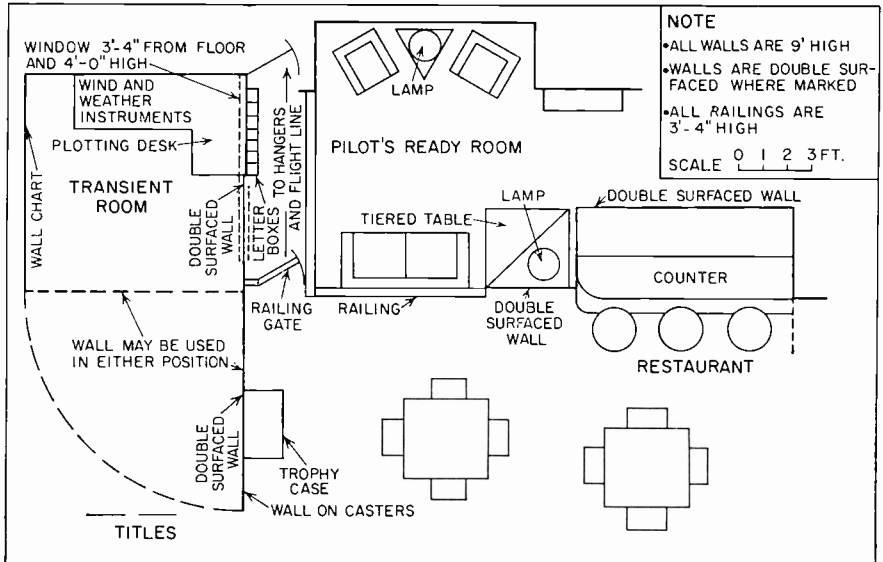 WINDOW 3'-4" FROM FLOOR
AND 4'-0" HIGH
WIND AND
WEATHER
INSTRUMENTS
PLOTTING DESK
TRANSIENT
ROOM
WALL CHART
DOUBLE
SURFACED
WALL
LETTER
BOXES
TO HANGERS
AND FLIGHT LINE
LAMP
PILOT'S READY ROOM
NOTE
•ALL WALLS ARE 9' HIGH
•WALLS ARE DOUBLE SUR-
FACED WHERE MARKED
•ALL RAILINGS ARE
3'-4" HIGH
SCALE 0 1 2 3 FT.
LAMP
TIERED TABLE
DOUBLE SURFACED WALL
COUNTER
RAILING
GATE
RAILING
DOUBLE
SURFACED
WALL
RESTAURANT
WALL MAY BE USED
IN EITHER POSITION
DOUBLE
SURFACED
WALL
TROPHY
CASE
WALL ON CASTERS
TITLES